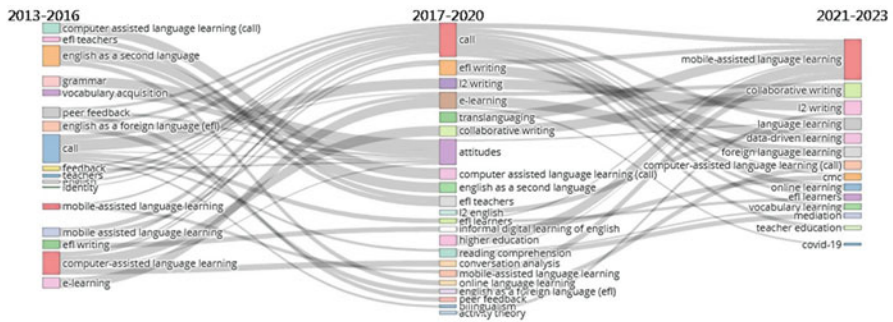 2013-2016
computer assisted language learning (call)
efl teachers
english as a second language
grammar
vocabulary acquisition
peer feedback
english as a foreign language (efl)
call
feedback
teachers
english
identity
mobile-assisted language learning
mobile assisted language learning
efl writing
computer-assisted language learning
e-learning
2017-2020
call
efl writing
l2 writing
e-learning
translanguaging
collaborative writing
attitudes
computer assisted language learning (call)
english as a second language
efl teachers
l2 english
efl learners
informal digital learning of english
higher education
reading comprehension
conversation analysis
mobile-assisted language learning
online language learning
english as a foreign language (efl)
peer feedback
bilingualism
activity theory
2021-2023
mobile-assisted language learning
collaborative writing
l2 writing
language learning
data-driven learning
foreign language learning
computer-assisted language learning (call)
cmc
online learning
efl learners
vocabulary learning
mediation
teacher education
covid-19